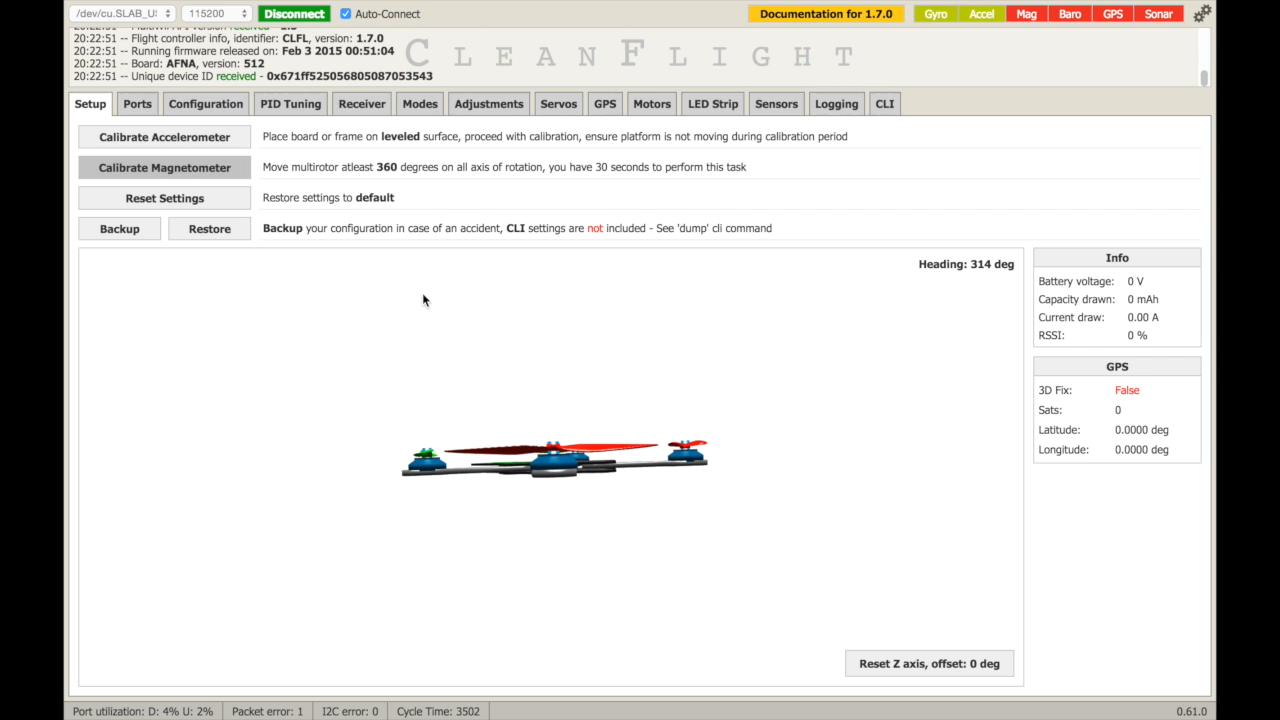 /dev/cu.SLAB_U! 115200 Disconnect Auto-Connect Documentation for 1.7.0 Gyro Accel Mag Baro GPS Sonar
20:22:51 -- Flight controller info, identifier: CLFL, version: 1.7.0
20:22:51 -- Running firmware released on: Feb 3 2015 00:51:04
20:22:51 -- Board: AFNA, version: 512
20:22:51 -- Unique device ID received - 0x671ff525056805087053543
CLEANFLIGHT
Setup Ports Configuration PID Tuning Receiver Modes Adjustments Servos GPS Motors LED Strip Sensors Logging CLI
Calibrate Accelerometer Place board or frame on leveled surface, proceed with calibration, ensure platform is not moving during calibration period
Calibrate Magnetometer Move multirotor atleast 360 degrees on all axis of rotation, you have 30 seconds to perform this task
Reset Settings Restore settings to default
Backup Restore Backup your configuration in case of an accident, CLI settings are not included - See 'dump' cli command
Heading: 314 deg
Info
Battery voltage: 0 V
Capacity drawn: 0 mAh
Current draw: 0.00 A
RSSI: 0 %
GPS
3D Fix: False
Sats: 0
Latitude: 0.0000 deg
Longitude: 0.0000 deg
Reset Z axis, offset: 0 deg
Port utilization: D: 4% U: 2% Packet error: 1 I2C error: 0 Cycle Time: 3502 0.61.0